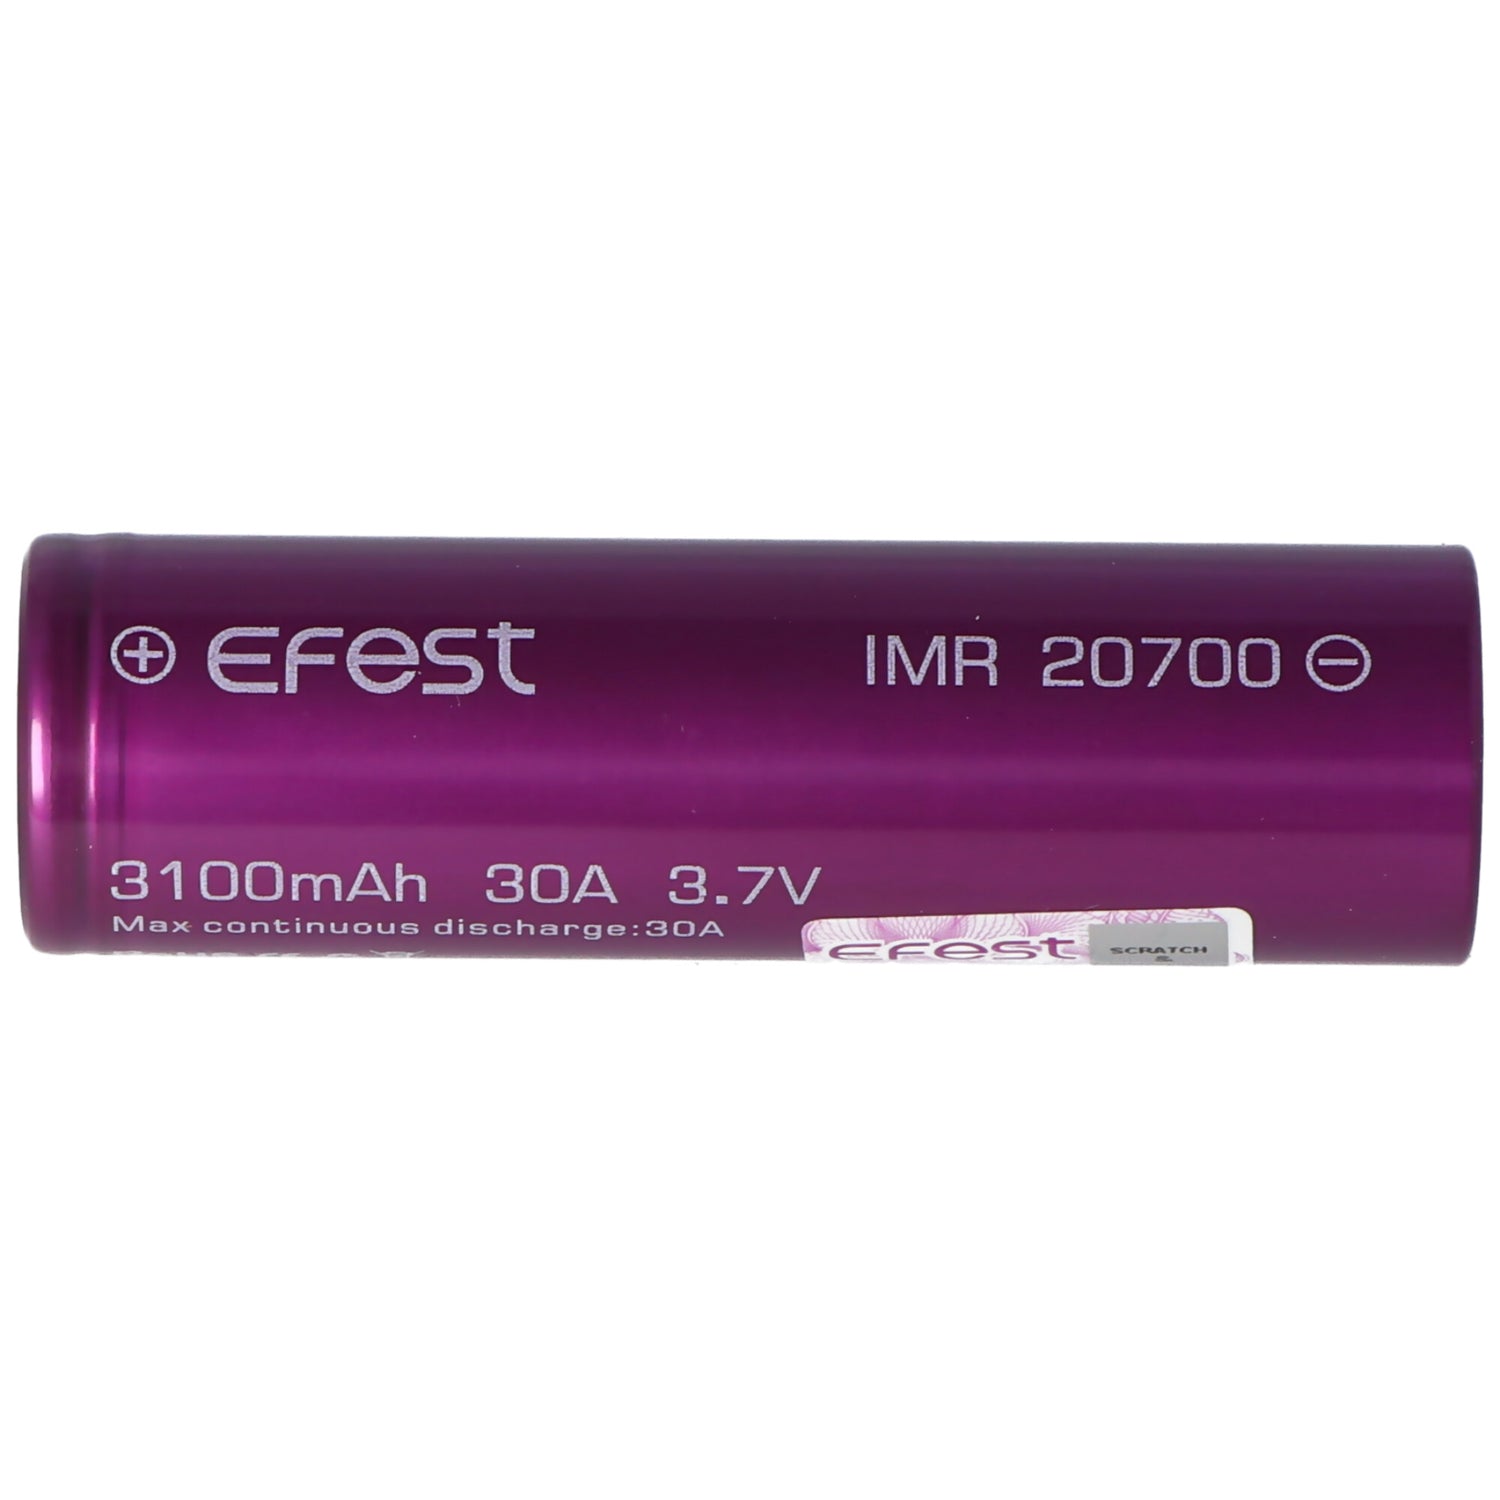 ⊕ EFEST IMR 20700 ⊖
3100mAh 30A 3.7V
Max continuous discharge:30A
EFEST SCRATCH
&